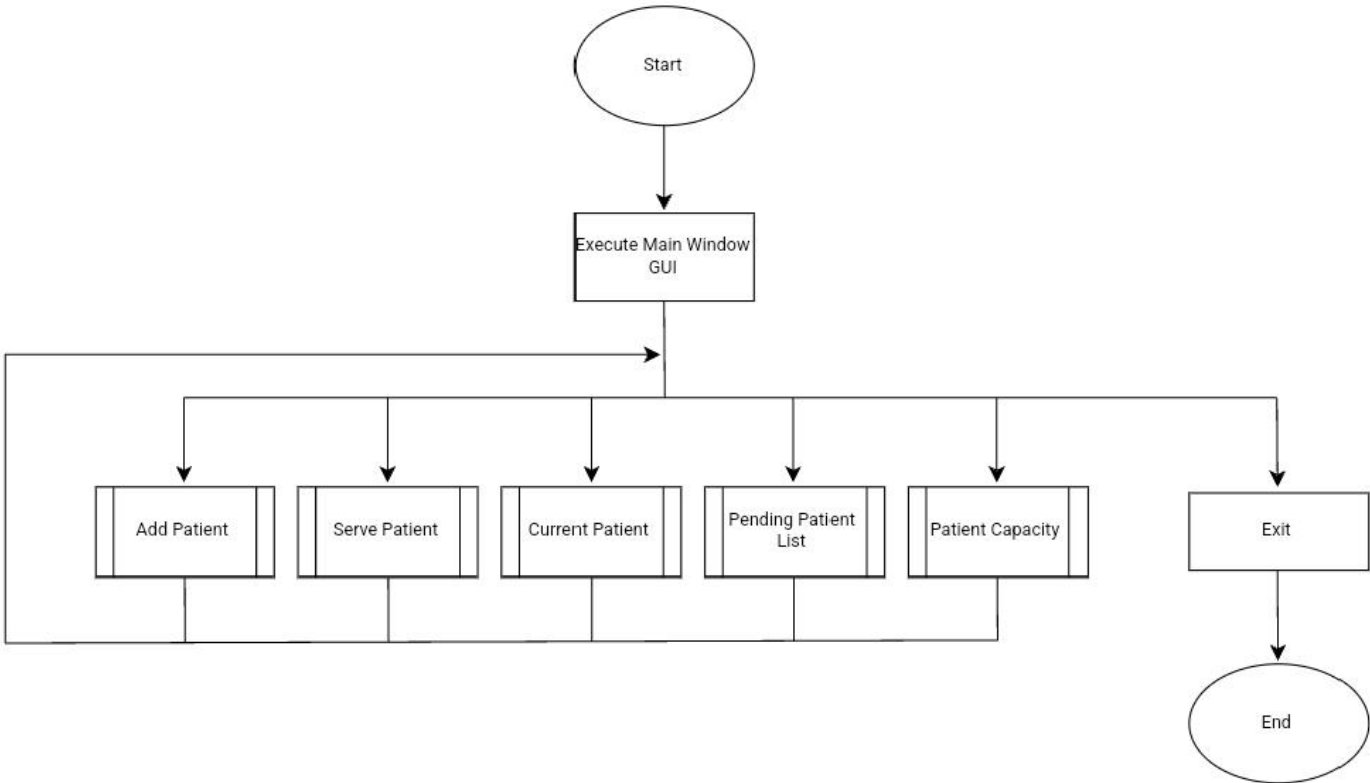 Start
Execute Main Window
GUI
Add Patient
Serve Patient
Current Patient
Pending Patient
List
Patient Capacity
Exit
End